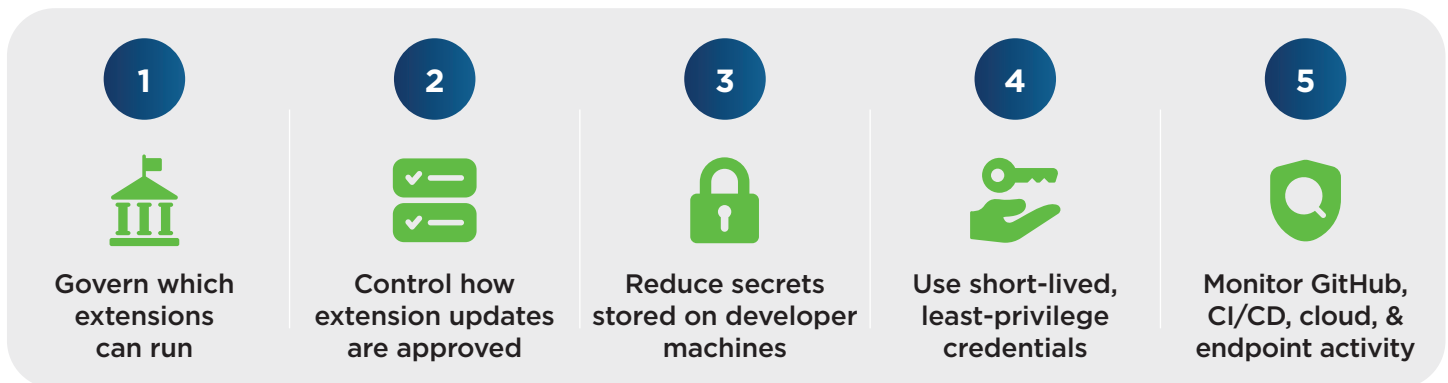 1
Govern which
extensions
can run
2
Control how
extension updates
are approved
3
Reduce secrets
stored on developer
machines
4
Use short-lived,
least-privilege
credentials
5
Monitor GitHub,
CI/CD, cloud, &
endpoint activity